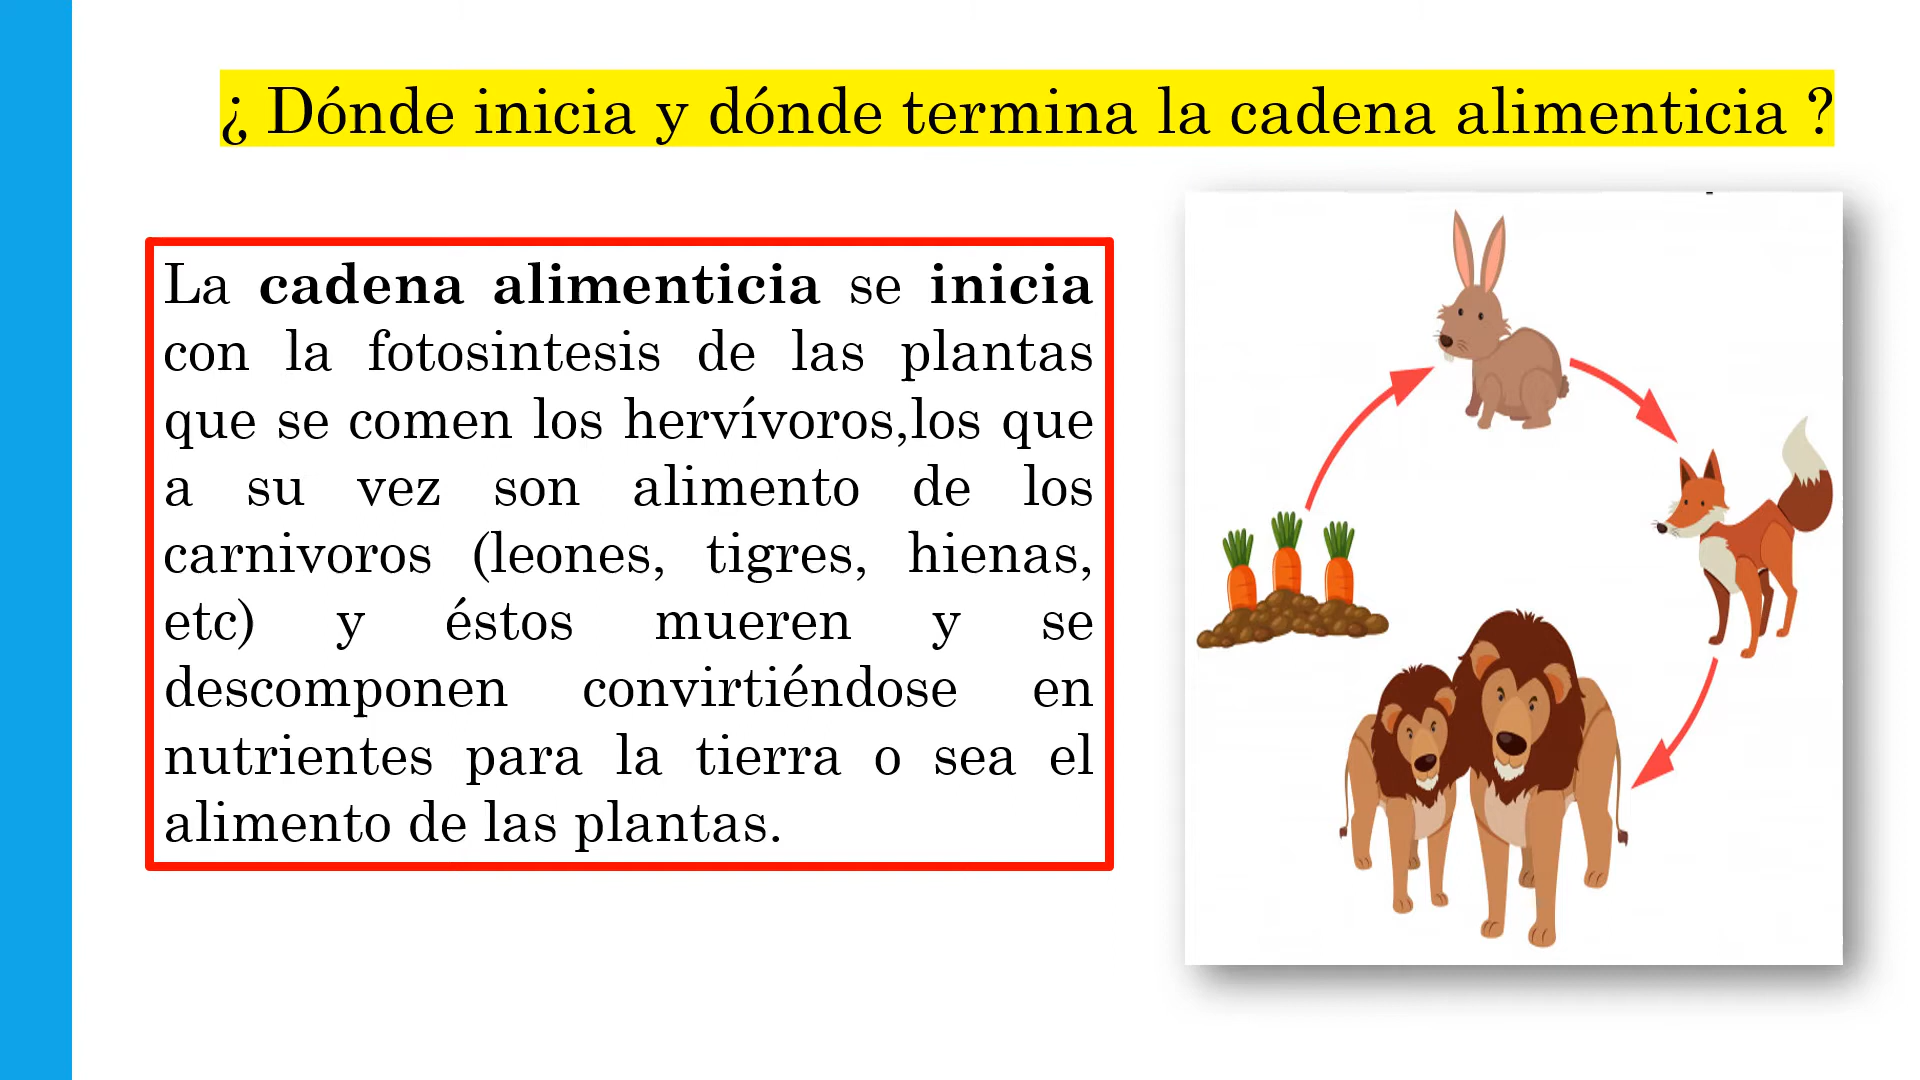 ¿ Dónde inicia y dónde termina la cadena alimenticia ?
La cadena alimenticia se inicia
con la fotosintesis de las plantas
que se comen los hervívoros,los que
a su vez son alimento de los
carnivoros (leones, tigres, hienas,
etc) y éstos mueren y se
descomponen convirtiéndose en
nutrientes para la tierra o sea el
alimento de las plantas.